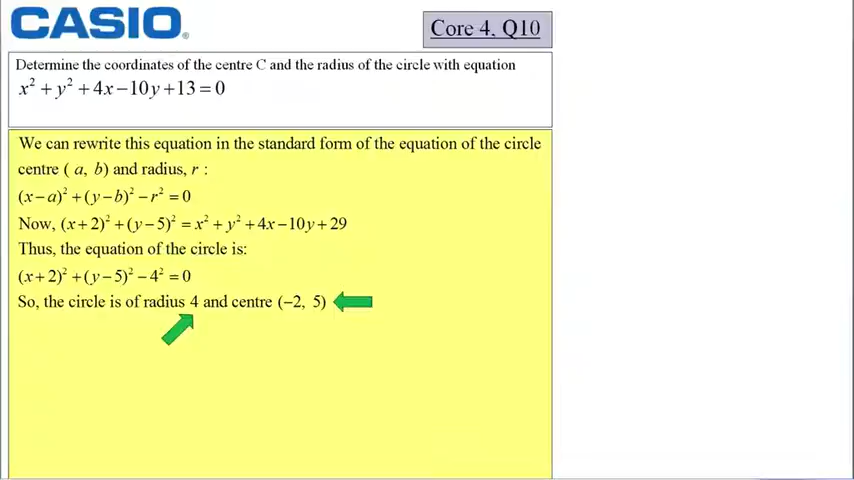 CASIO®
Core 4, Q10
Determine the coordinates of the centre C and the radius of the circle with equation
x² + y² + 4x − 10y + 13 = 0
We can rewrite this equation in the standard form of the equation of the circle
centre ( a, b) and radius, r :
(x − a)² + (y − b)² − r² = 0
Now, (x + 2)² + (y − 5)² = x² + y² + 4x − 10y + 29
Thus, the equation of the circle is:
(x + 2)² + (y − 5)² − 4² = 0
So, the circle is of radius 4 and centre (−2, 5)